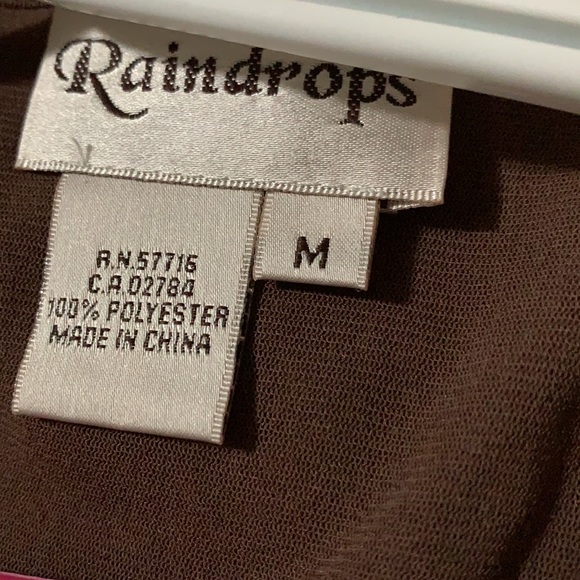 Raindrops
M
R.N.57716
C.A.02784
100% POLYESTER
MADE IN CHINA